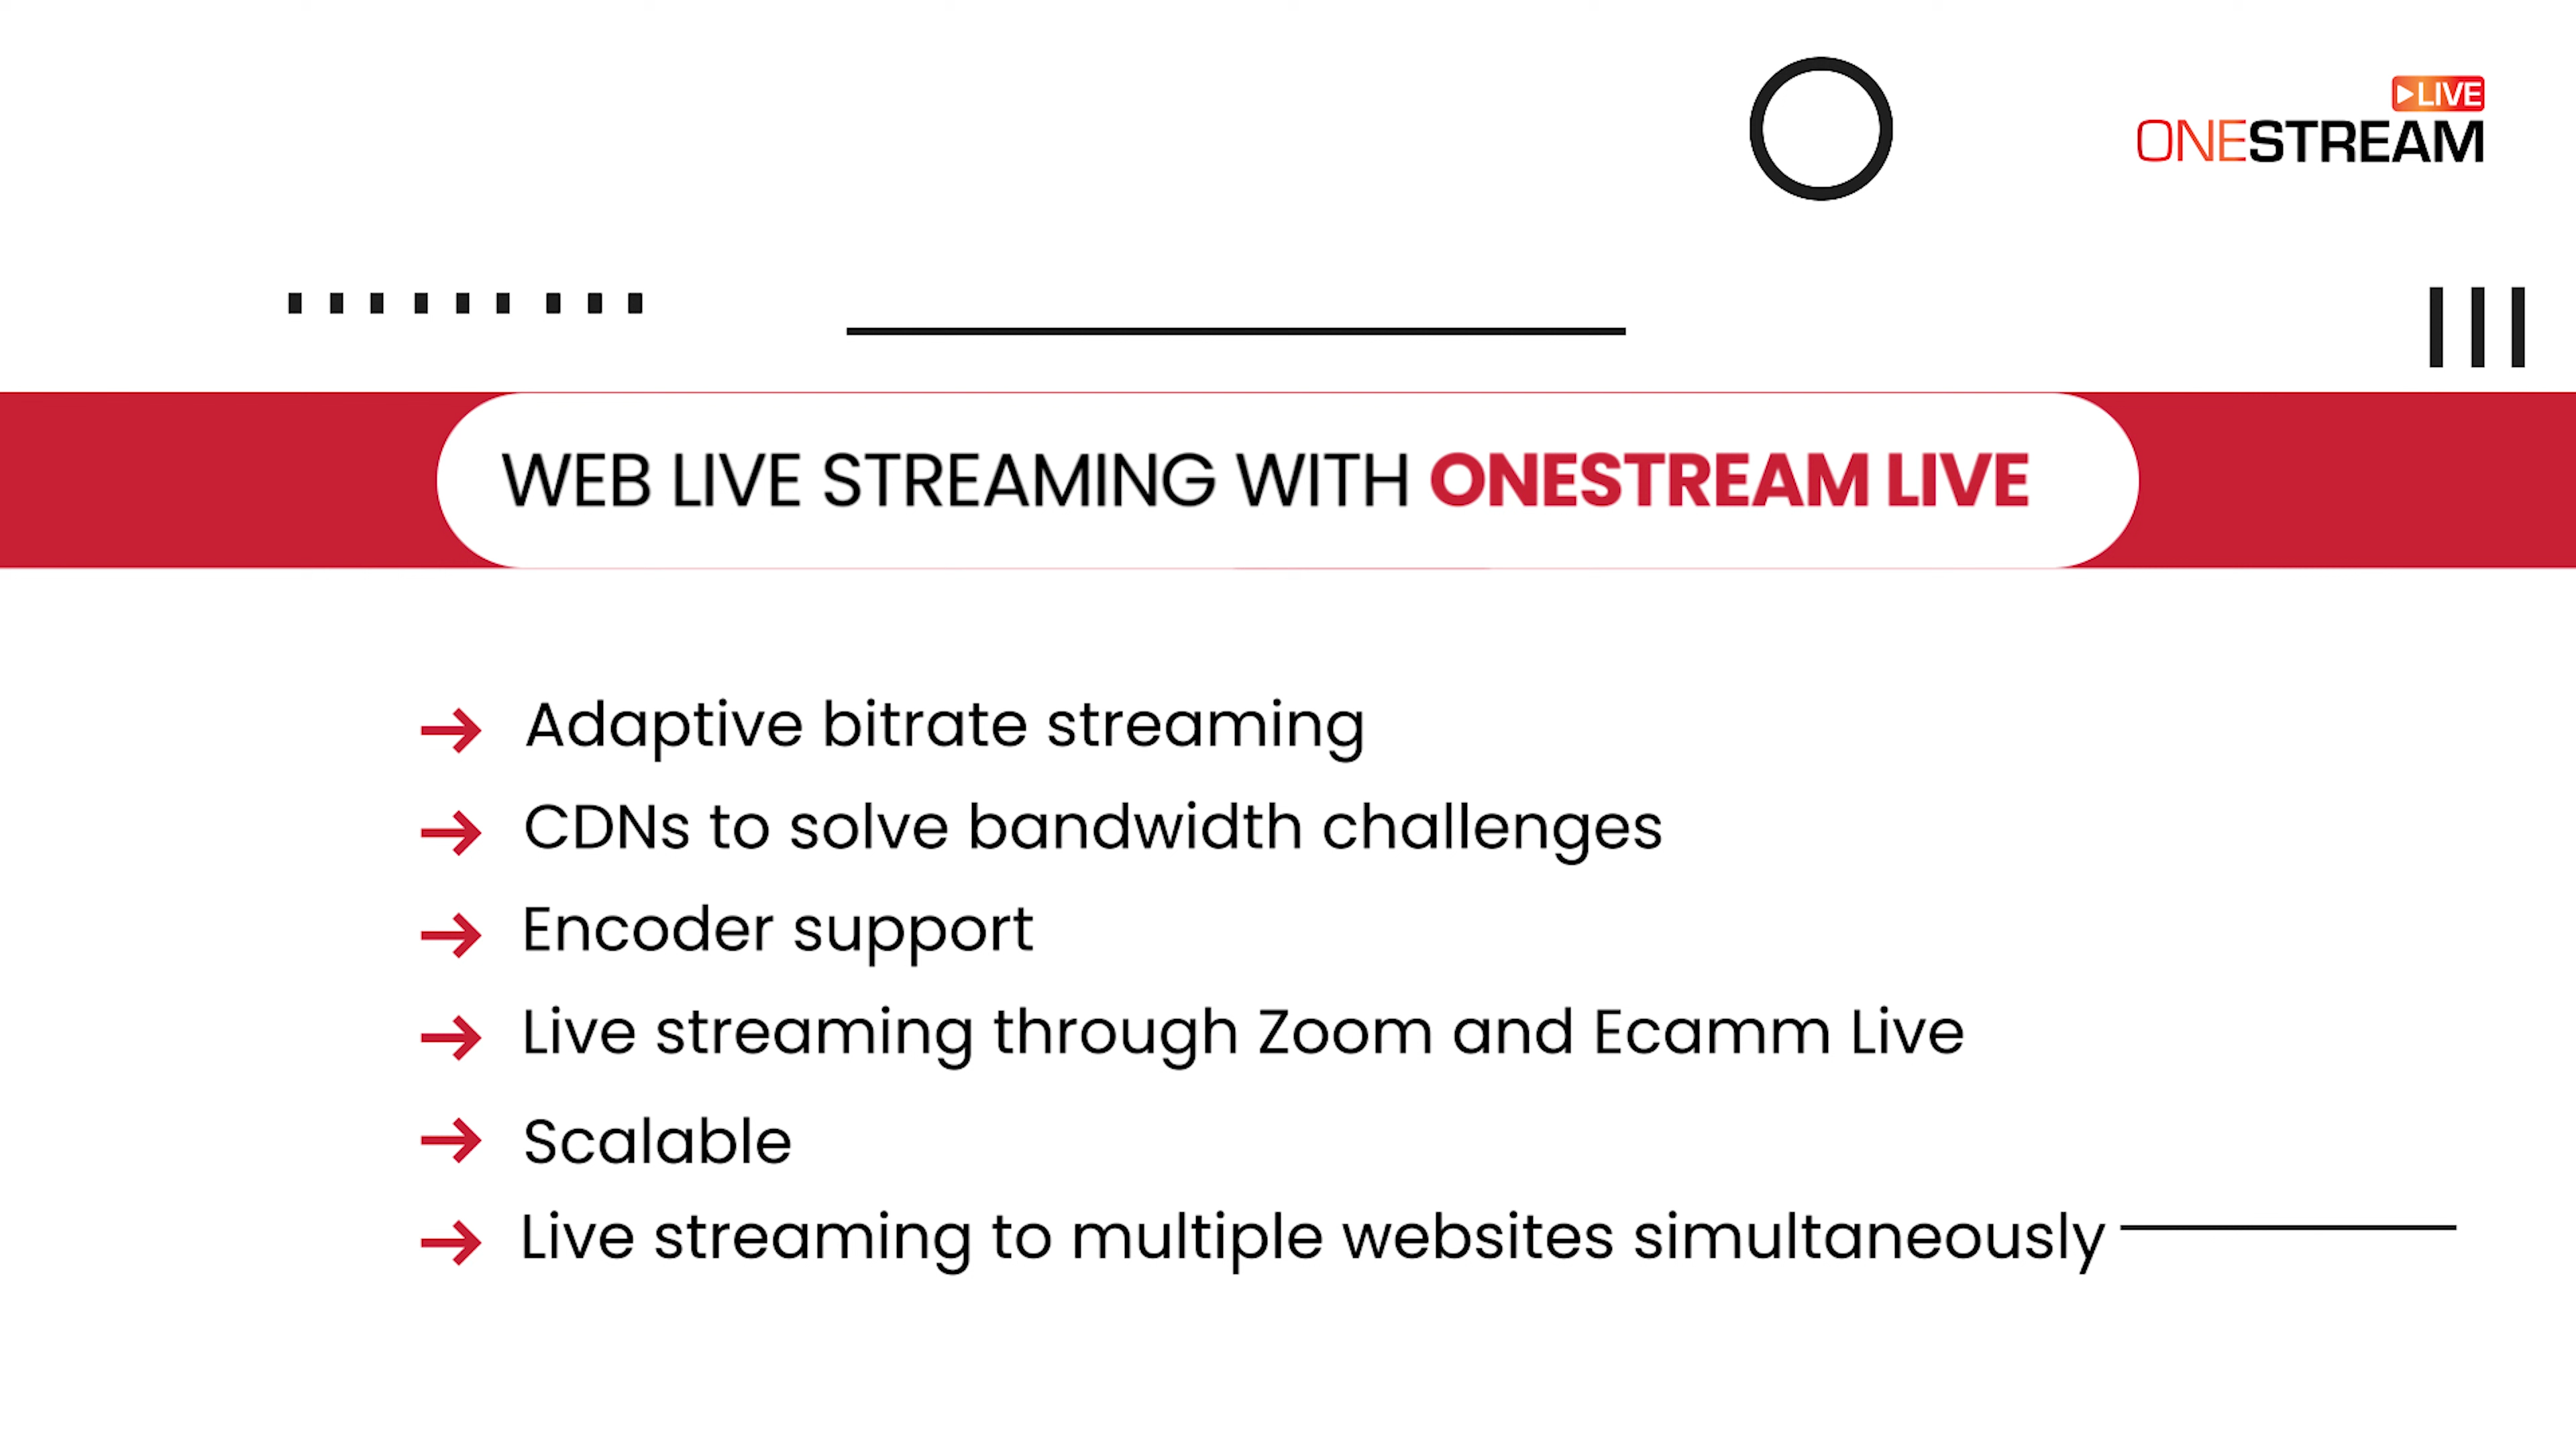 LIVE
ONESTREAM
WEB LIVE STREAMING WITH ONESTREAM LIVE
Adaptive bitrate streaming
CDNs to solve bandwidth challenges
Encoder support
Live streaming through Zoom and Ecamm Live
Scalable
Live streaming to multiple websites simultaneously